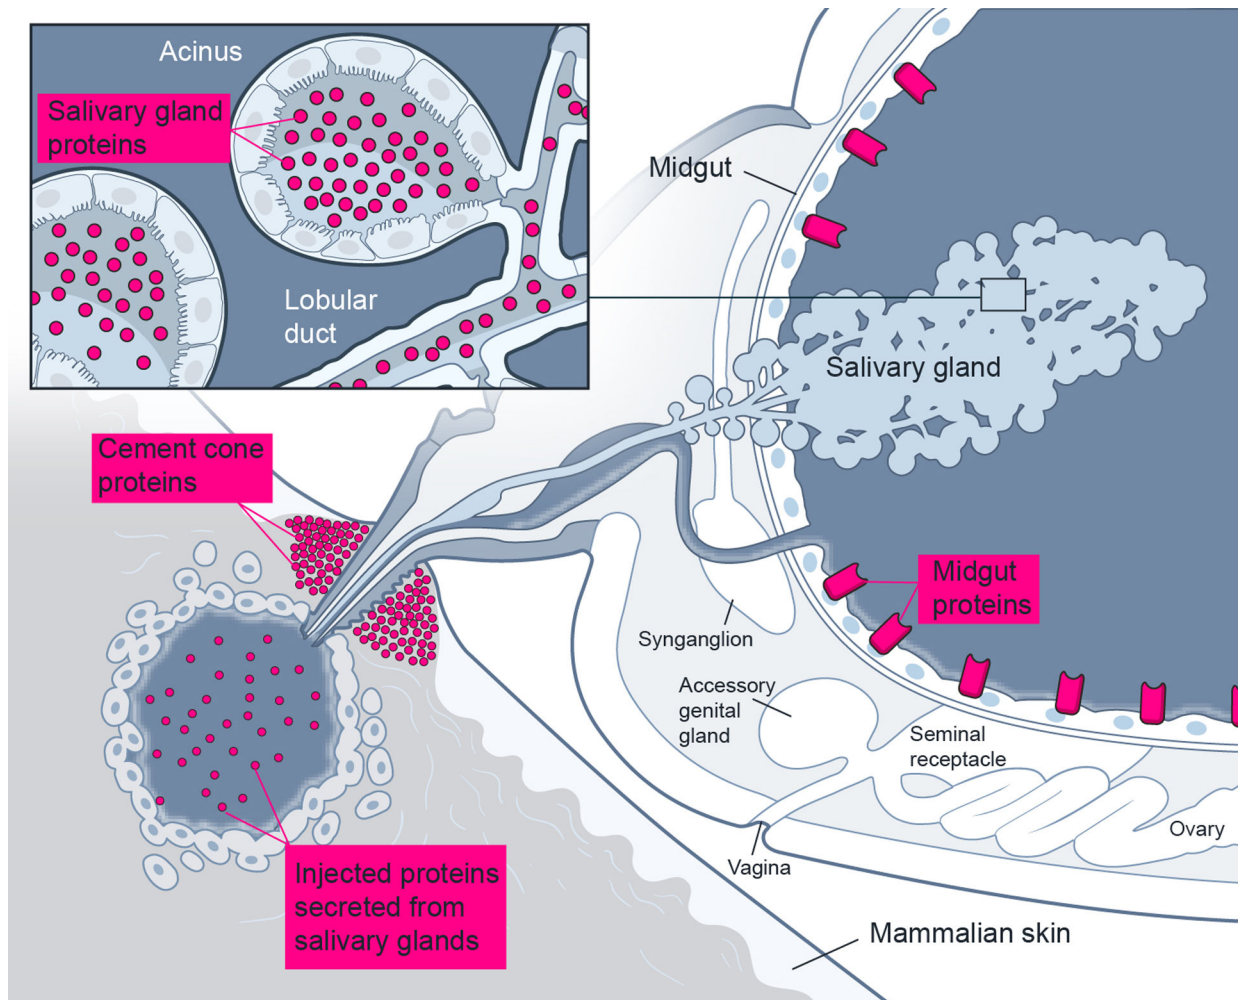 Acinus
Salivary gland
proteins
Lobular
duct
Midgut
Salivary gland
Cement cone
proteins
Midgut
proteins
Synganglion
Accessory
genital
gland
Seminal
receptacle
Ovary
Vagina
Injected proteins
secreted from
salivary glands
Mammalian skin